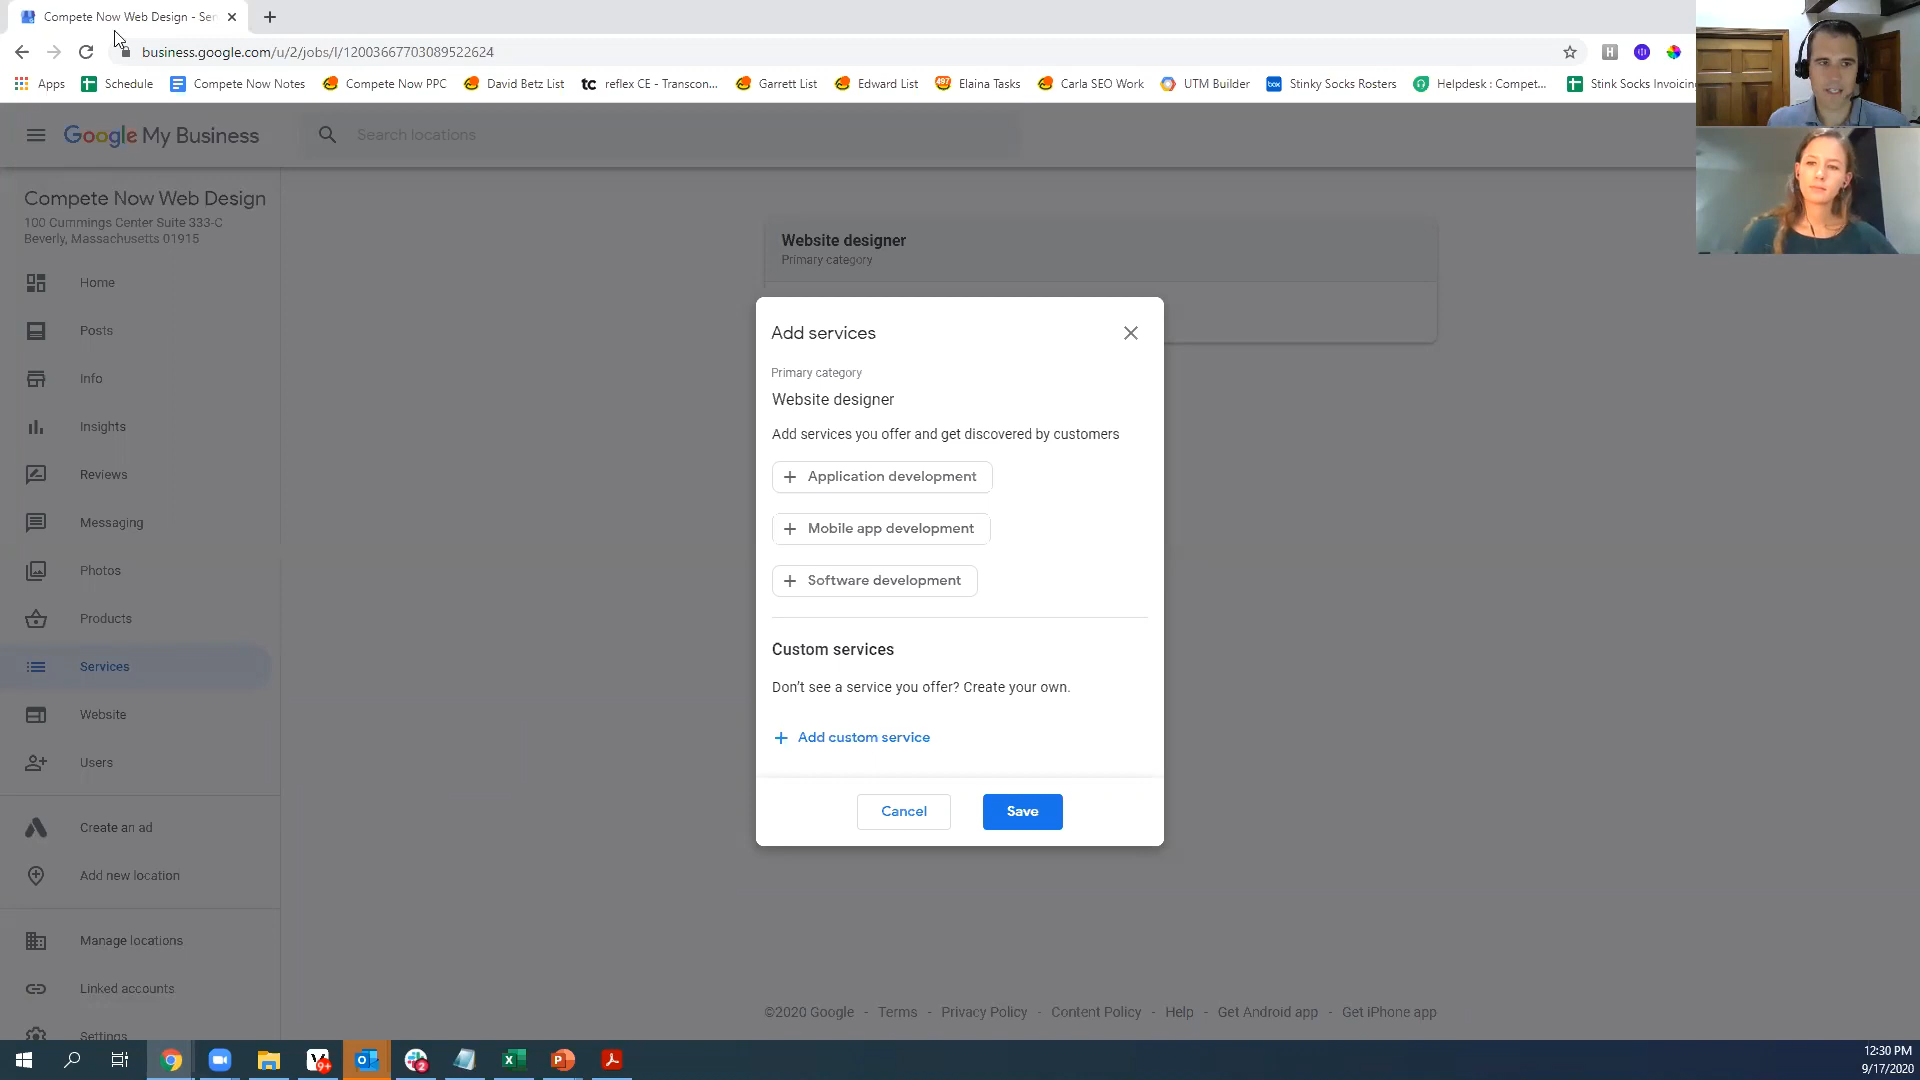 Compete Now Web Design - Ser
business.google.com/u/2/jobs/l/12003667703089522624
Apps Schedule Compete Now Notes Compete Now PPC David Betz List tc reflex CE - Transcon... Garrett List Edward List 497 Elaina Tasks Carla SEO Work UTM Builder box Stinky Socks Rosters Helpdesk : Compet... Stink Socks Invoicing
Google My Business
Search locations
Compete Now Web Design
100 Cummings Center Suite 333-C
Beverly, Massachusetts 01915
Home
Posts
Info
Insights
Reviews
Messaging
Photos
Products
Services
Website
Users
Create an ad
Add new location
Manage locations
Linked accounts
Settings
Website designer
Primary category
Add services
Primary category
Website designer
Add services you offer and get discovered by customers
Application development
Mobile app development
Software development
Custom services
Don't see a service you offer? Create your own.
Add custom service
Cancel
Save
©2020 Google - Terms - Privacy Policy - Content Policy - Help - Get Android app - Get iPhone app
9+
2
12:30 PM
9/17/2020